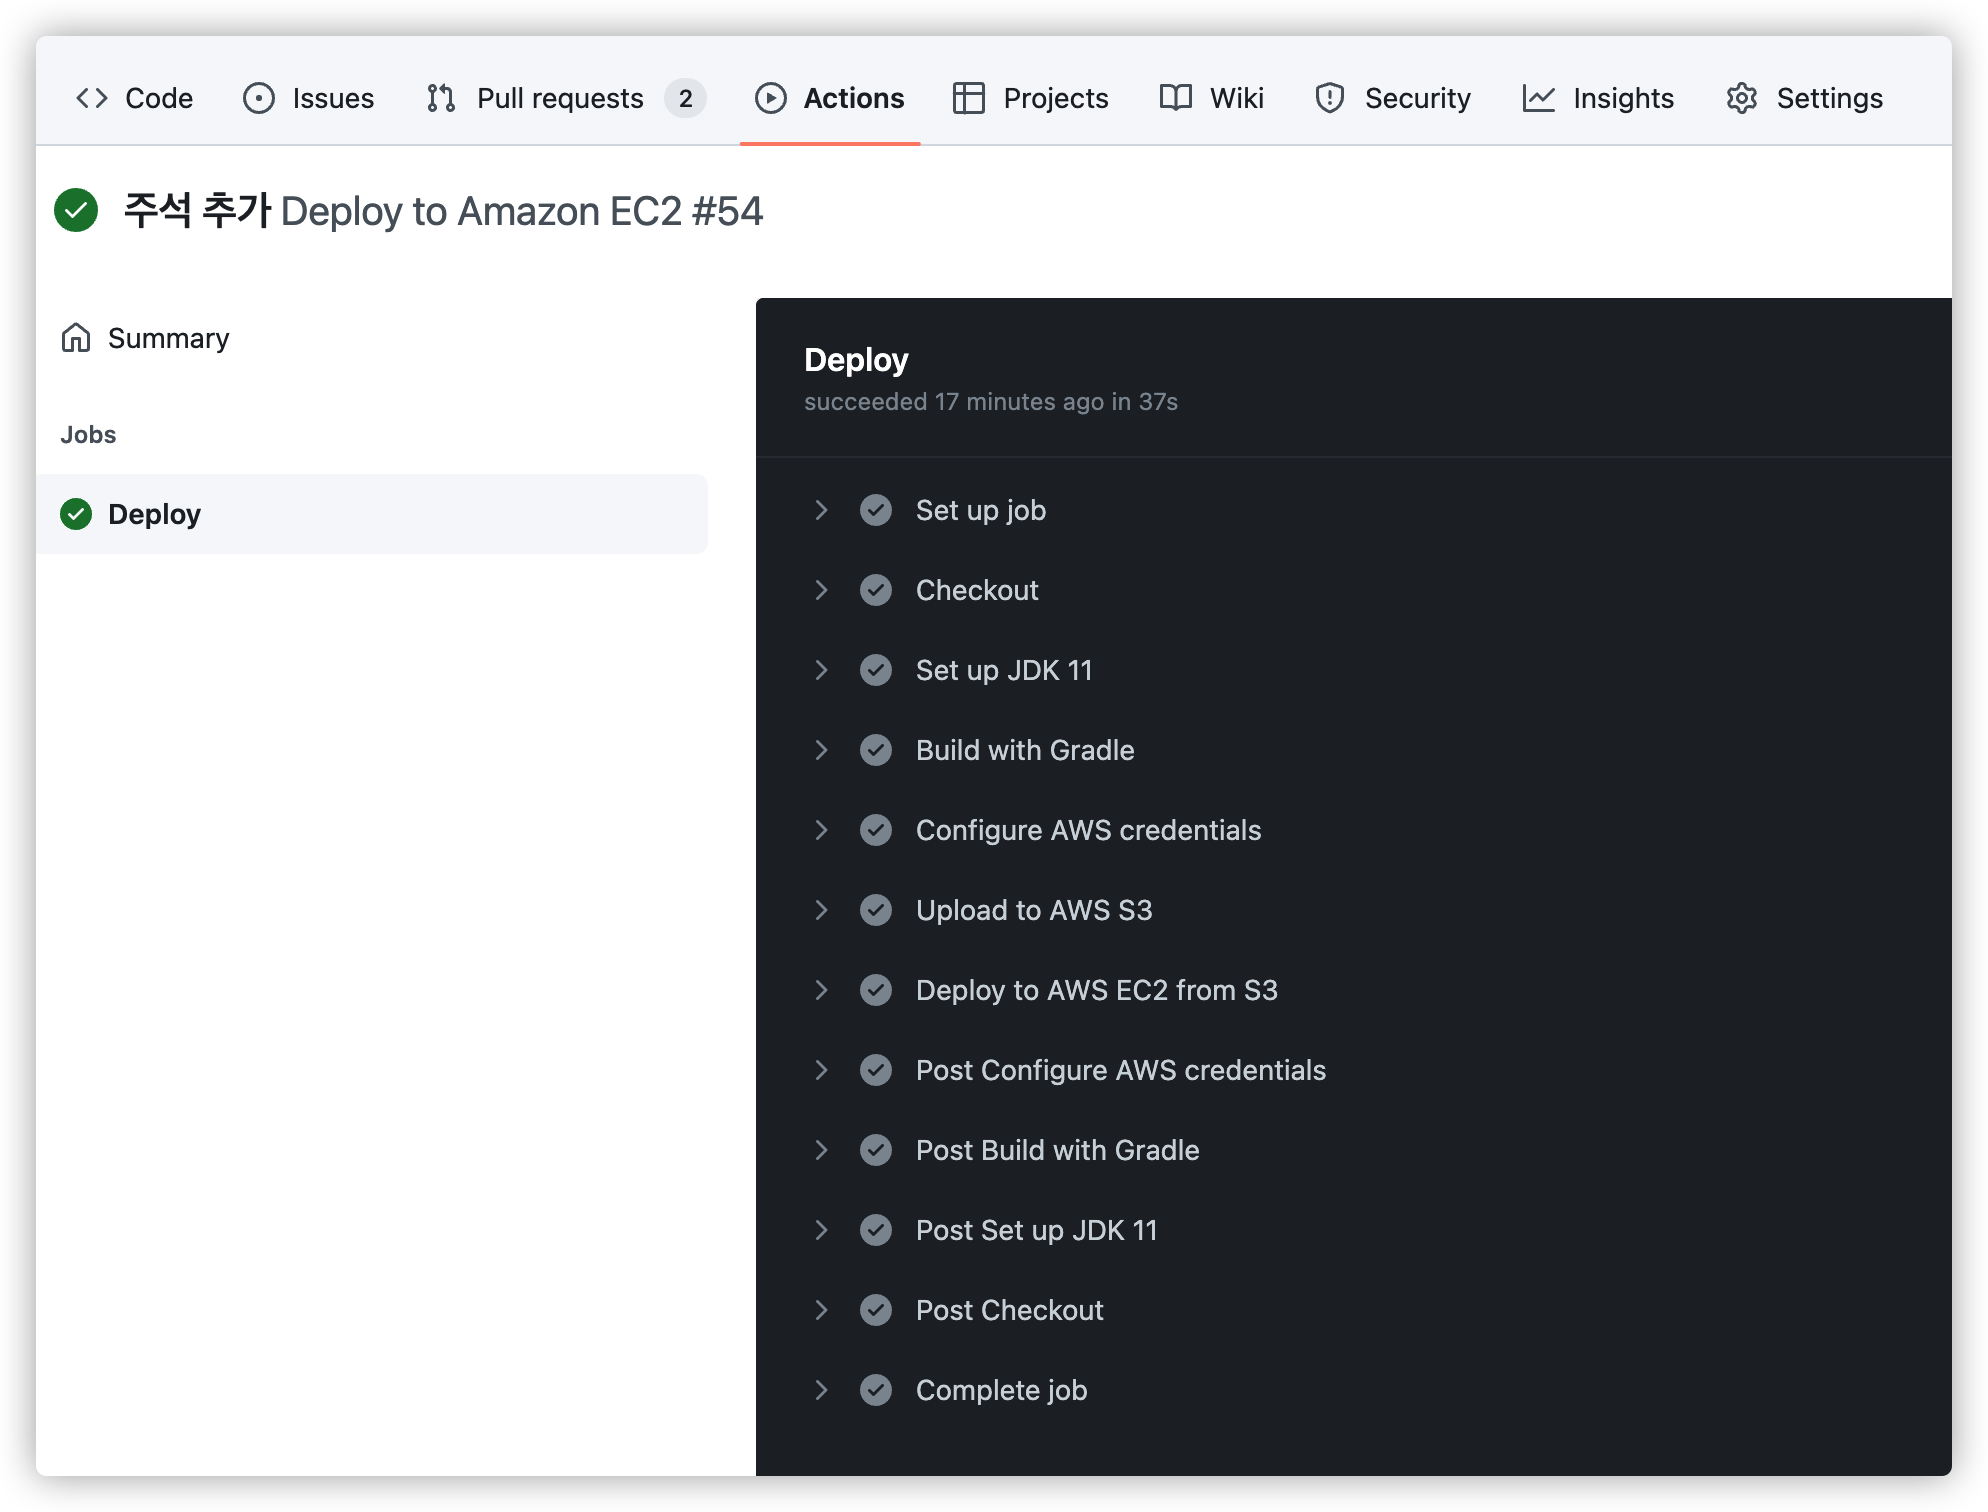 Code Issues Pull requests 2 Actions Projects Wiki Security Insights Settings
주석 추가 Deploy to Amazon EC2 #54
Summary
Jobs
Deploy
Deploy
succeeded 17 minutes ago in 37s
Set up job
Checkout
Set up JDK 11
Build with Gradle
Configure AWS credentials
Upload to AWS S3
Deploy to AWS EC2 from S3
Post Configure AWS credentials
Post Build with Gradle
Post Set up JDK 11
Post Checkout
Complete job